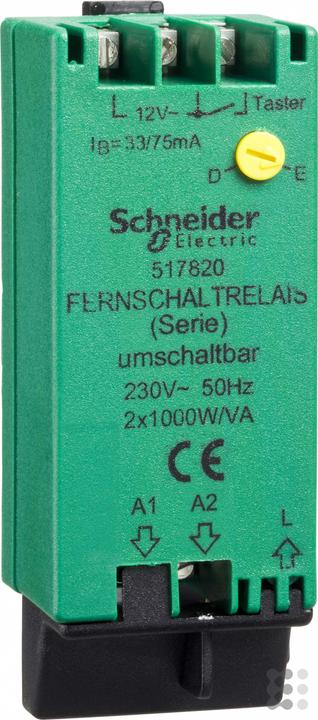 L 12V~ Taster
IB=33/75mA
D E
Schneider
Electric
517820
FERNSCHALTRELAIS
(Serie)
umschaltbar
230V~ 50Hz
2x1000W/VA
CE
A1 A2 L